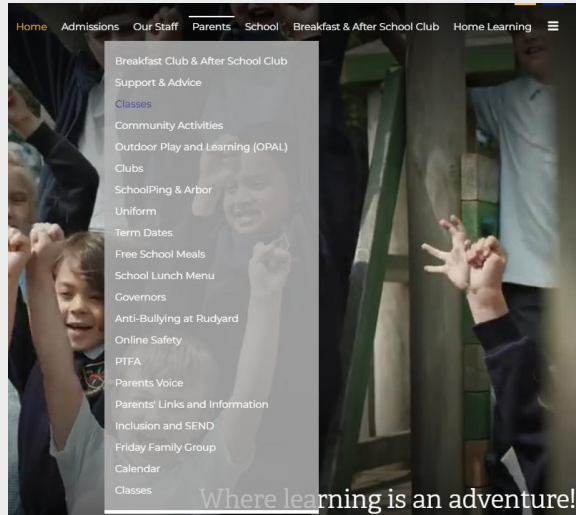 Home Admissions Our Staff Parents School Breakfast & After School Club Home Learning
Breakfast Club & After School Club
Support & Advice
Classes
Community Activities
Outdoor Play and Learning (OPAL)
Clubs
SchoolPing & Arbor
Uniform
Term Dates
Free School Meals
School Lunch Menu
Governors
Anti-Bullying at Rudyard
Online Safety
PTFA
Parents Voice
Parents' Links and Information
Inclusion and SEND
Friday Family Group
Calendar
Classes
Where learning is an adventure!